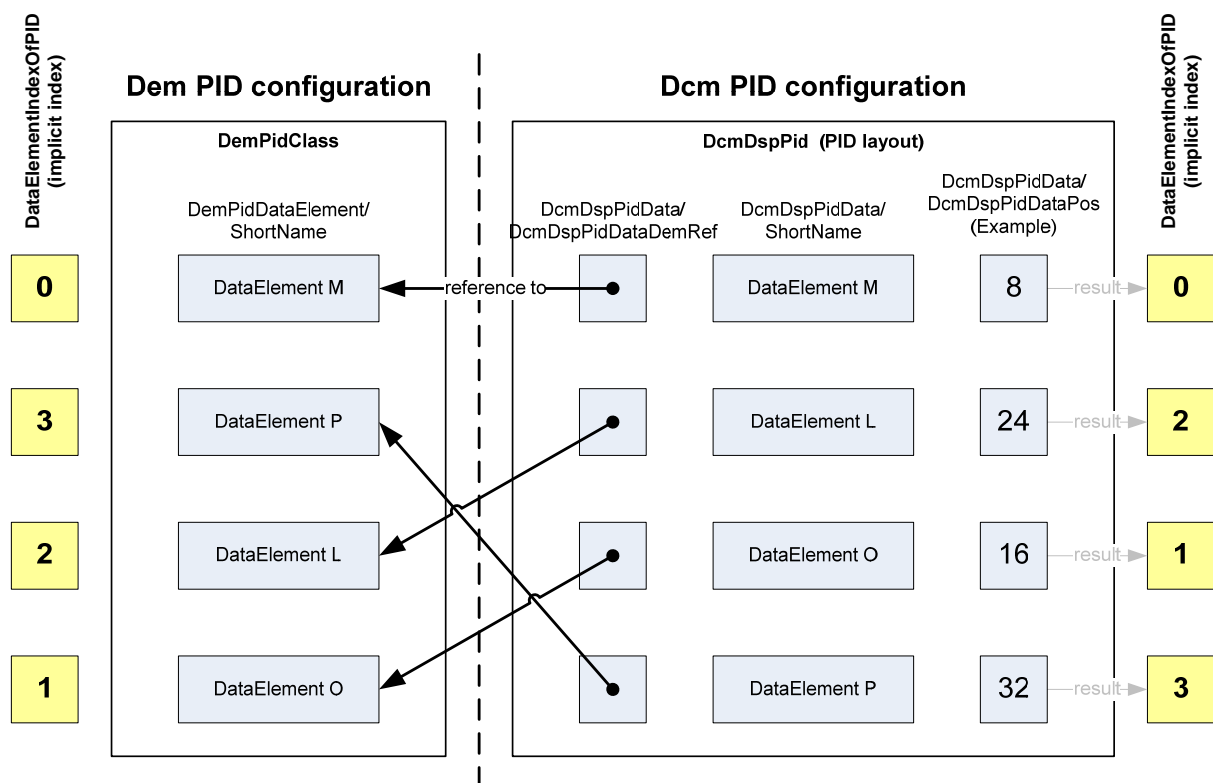 DataElementIndexOfPID
(implicit index)
Dem PID configuration
Dcm PID configuration
DataElementIndexOfPID
(implicit index)
DemPidClass
DcmDspPid (PID layout)
DemPidDataElement/
ShortName
DcmDspPidData/
DcmDspPidDataDemRef
DcmDspPidData/
ShortName
DcmDspPidData/
DcmDspPidDataPos
(Example)
0
DataElement M
reference to
DataElement M
8
result
0
3
DataElement P
DataElement L
24
result
2
2
DataElement L
DataElement O
16
result
1
1
DataElement O
DataElement P
32
result
3